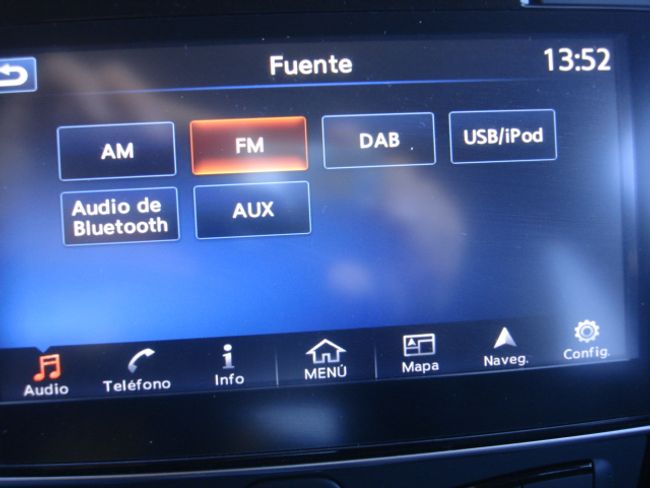 Fuente
13:52
AM
FM
DAB
USB/iPod
Audio de
Bluetooth
AUX
Audio
Teléfono
Info
MENÚ
Mapa
Naveg.
Config.